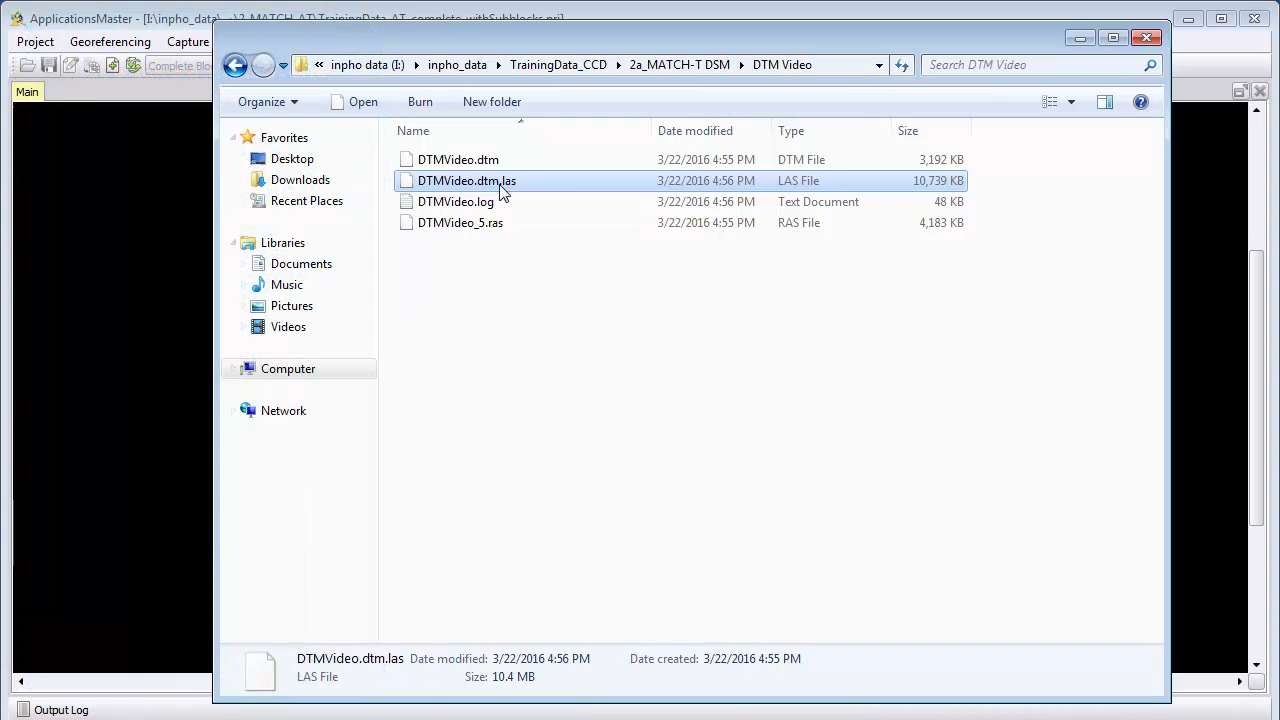 ApplicationsMaster - [I:\inpho_data\...\2_MATCH-AT\TrainingData_AT_complete_withSubblocks.prj]
Project Georeferencing Capture
Complete Blo
Main
« inpho data (I:) inpho_data TrainingData_CCD 2a_MATCH-T DSM DTM Video Search DTM Video
Organize Open Burn New folder
Name Date modified Type Size
Favorites
Desktop
Downloads
Recent Places
Libraries
Documents
Music
Pictures
Videos
Computer
Network
DTMVideo.dtm 3/22/2016 4:55 PM DTM File 3,192 KB
DTMVideo.dtm.las 3/22/2016 4:56 PM LAS File 10,739 KB
DTMVideo.log 3/22/2016 4:56 PM Text Document 48 KB
DTMVideo_5.ras 3/22/2016 4:55 PM RAS File 4,183 KB
DTMVideo.dtm.las Date modified: 3/22/2016 4:56 PM Date created: 3/22/2016 4:55 PM
LAS File Size: 10.4 MB
Output Log